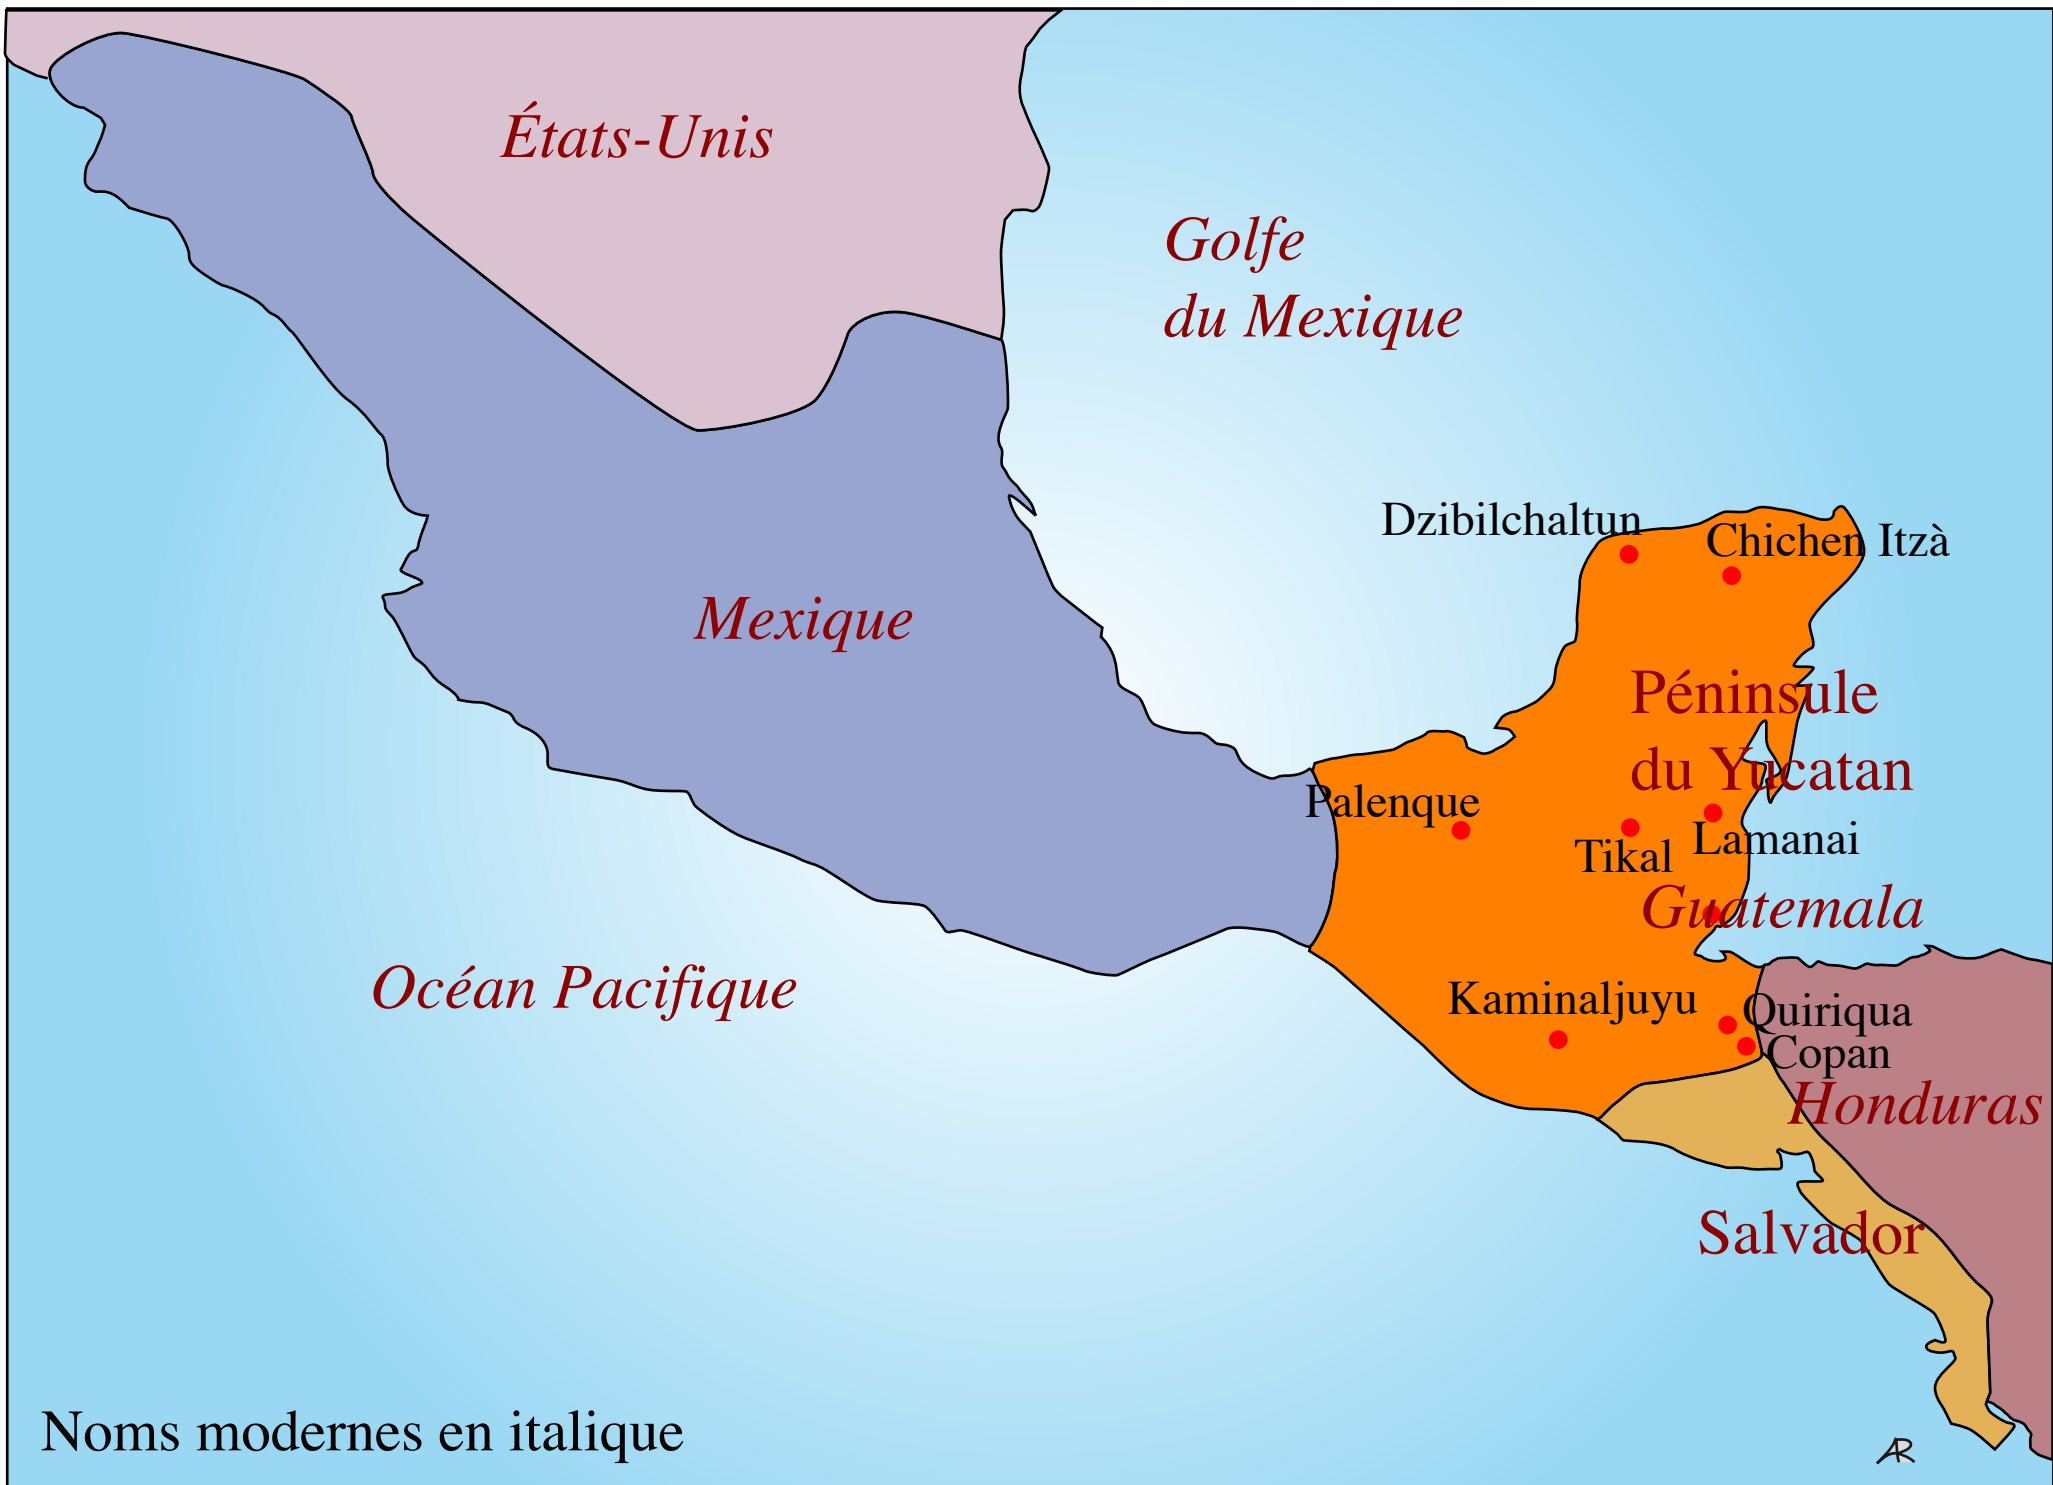 États-Unis
Golfe
du Mexique
Dzibilchaltun
Chichen Itzà
Mexique
Péninsule
du Yucatan
Palenque
Tikal
Lamanai
Guatemala
Océan Pacifique
Kaminaljuyu
Quiriqua
Copan
Honduras
Salvador
Noms modernes en italique
AR